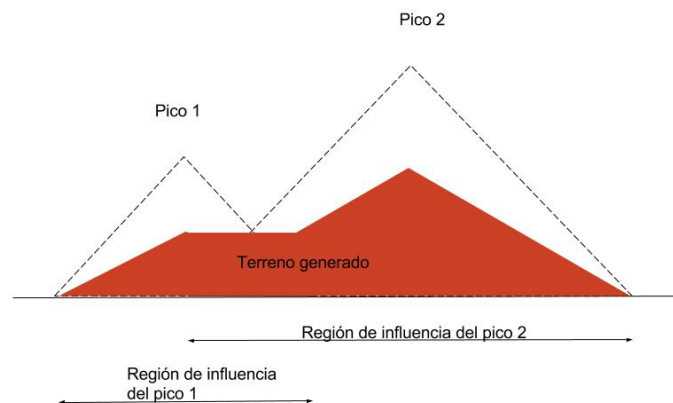 Pico 2
Pico 1
Terreno generado
Región de influencia del pico 2
Región de influencia
del pico 1